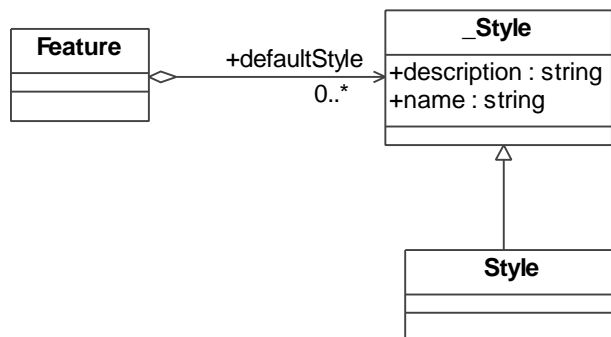 Feature
+defaultStyle
0..*
_Style
+description : string
+name : string
Style